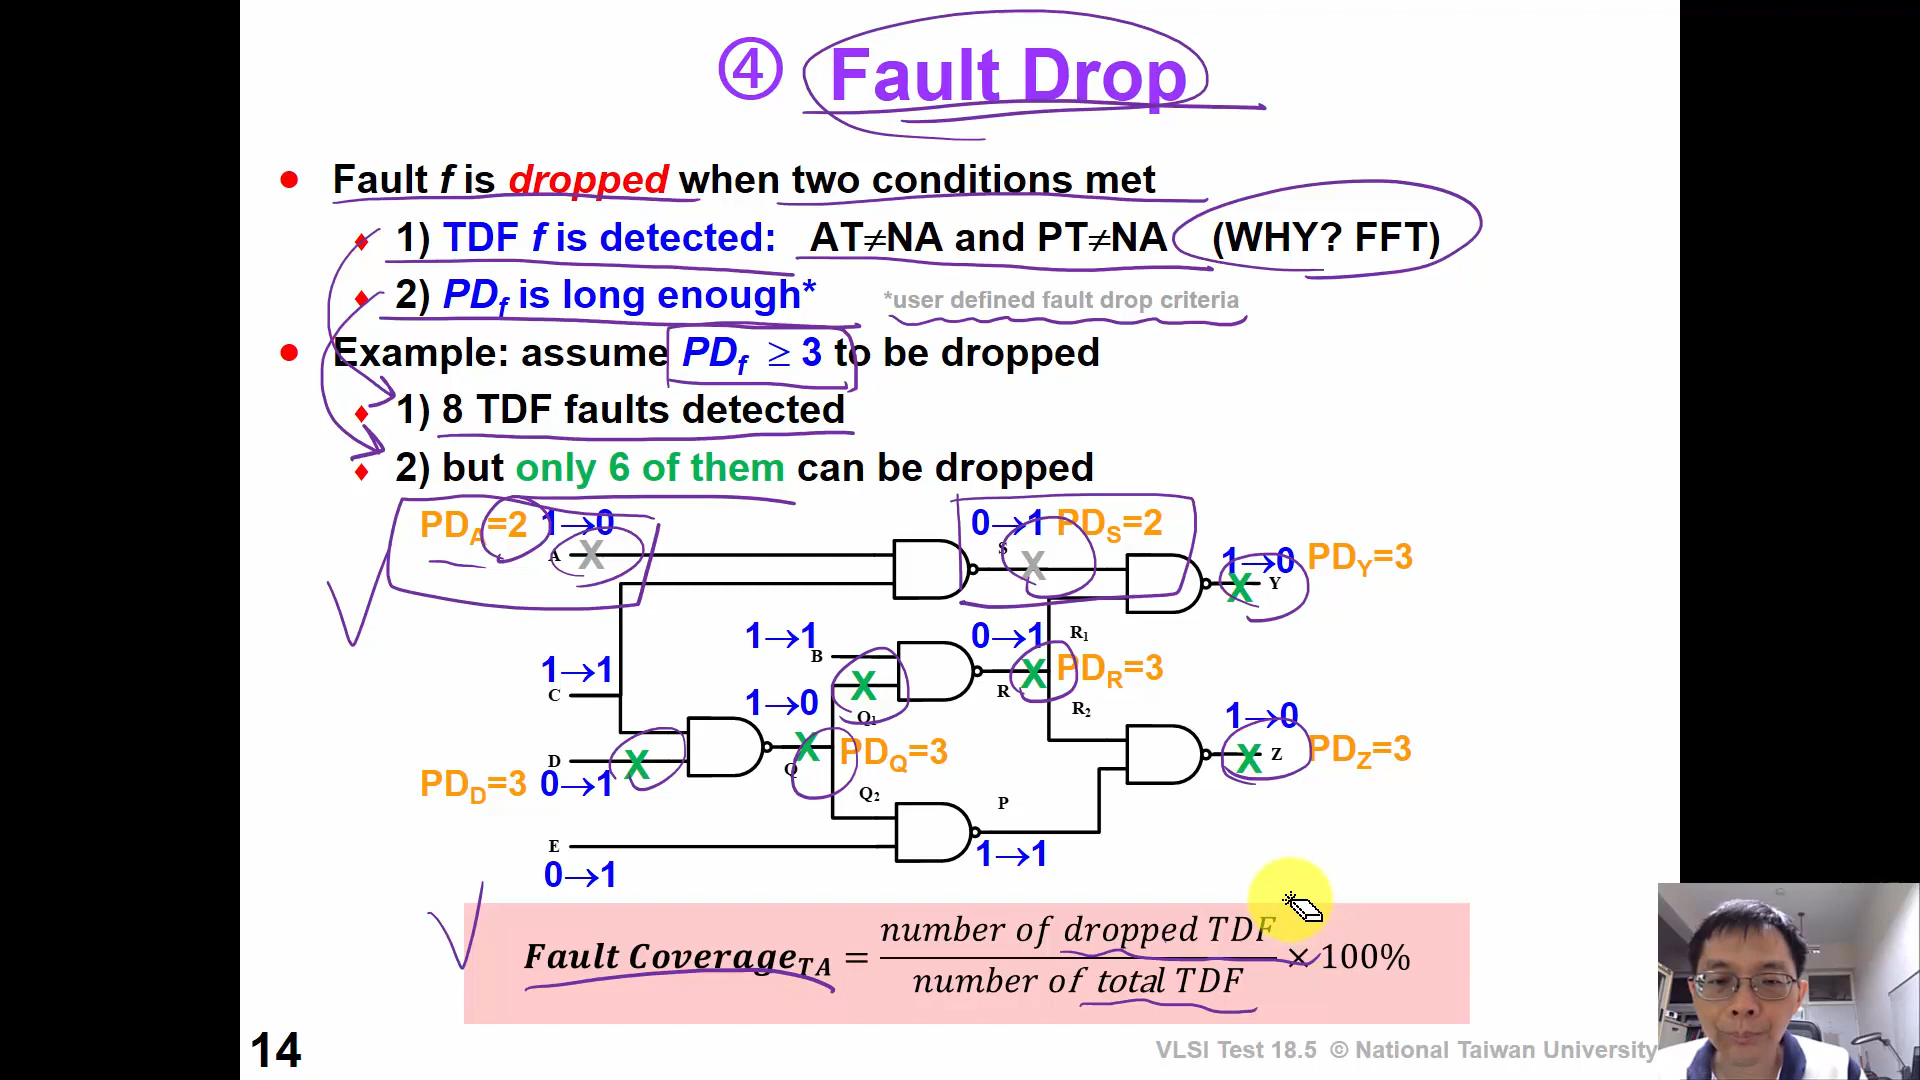 ④ Fault Drop
● Fault f is dropped when two conditions met
♦ 1) TDF f is detected: AT≠NA and PT≠NA (WHY? FFT)
♦ 2) PDf is long enough* *user defined fault drop criteria
● Example: assume PDf ≥ 3 to be dropped
♦ 1) 8 TDF faults detected
♦ 2) but only 6 of them can be dropped
PDA=2 1→0 0→1 PDS=2
A X S X
1→0 PDY=3
X Y
1→1 0→1 R1
B
X X PDR=3
1→1
C
1→0 Q1 R R2
1→0 PDZ=3
D X Q X PDQ=3 X Z
PDD=3 0→1
Q2 P
E 1→1
0→1
Fault CoverageTA = number of dropped TDF / number of total TDF × 100%
14
VLSI Test 18.5 © National Taiwan University